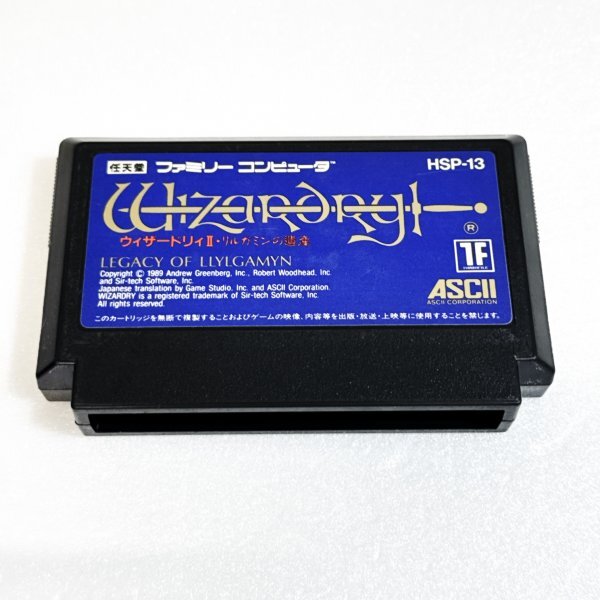 任天堂 ファミリー コンピュータ™ HSP-13
Wizardry ®
ウィザードリィⅡ・リルガミンの遺産
LEGACY OF LLYLGAMYN
Copyright © 1989 Andrew Greenberg, Inc., Robert Woodhead, Inc.
and Sir-tech Software, Inc.
Japanese translation by Game Studio, Inc. and ASCII Corporation.
WIZARDRY is a registered trademark of Sir-tech Software, Inc.
All rights reserved.
1F
ASCII
ASCII CORPORATION
このカートリッジを無断で複製することおよびゲームの映像、内容等を出版・放送・上映等に使用することを禁じます。